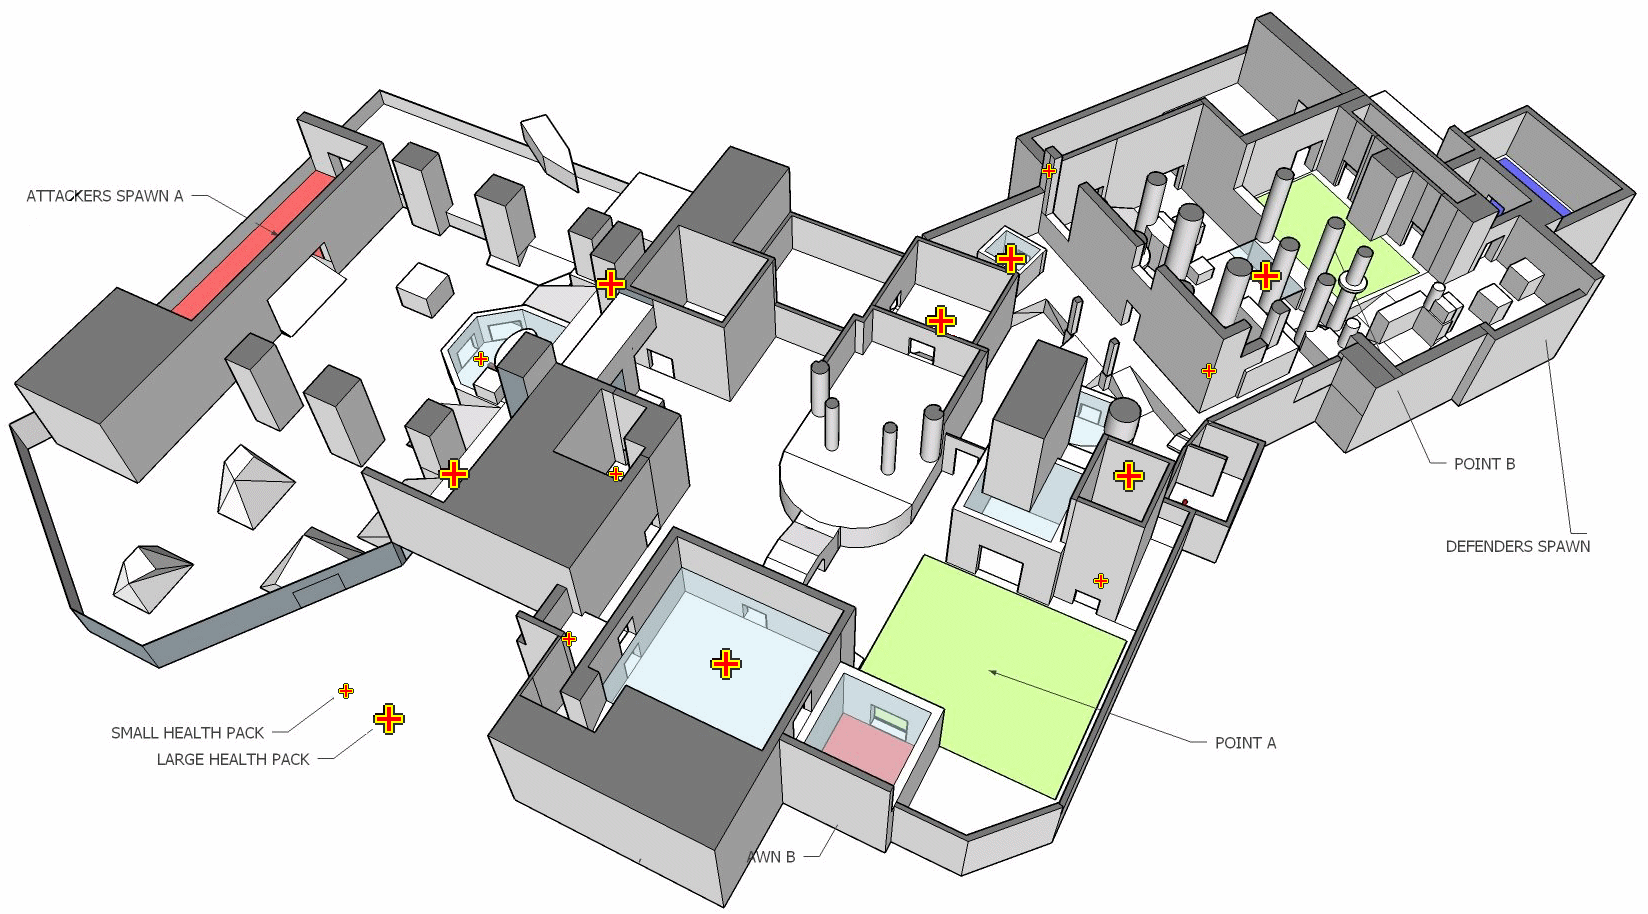 ATTACKERS SPAWN A
POINT B
DEFENDERS SPAWN
SMALL HEALTH PACK
POINT A
LARGE HEALTH PACK
AWN B